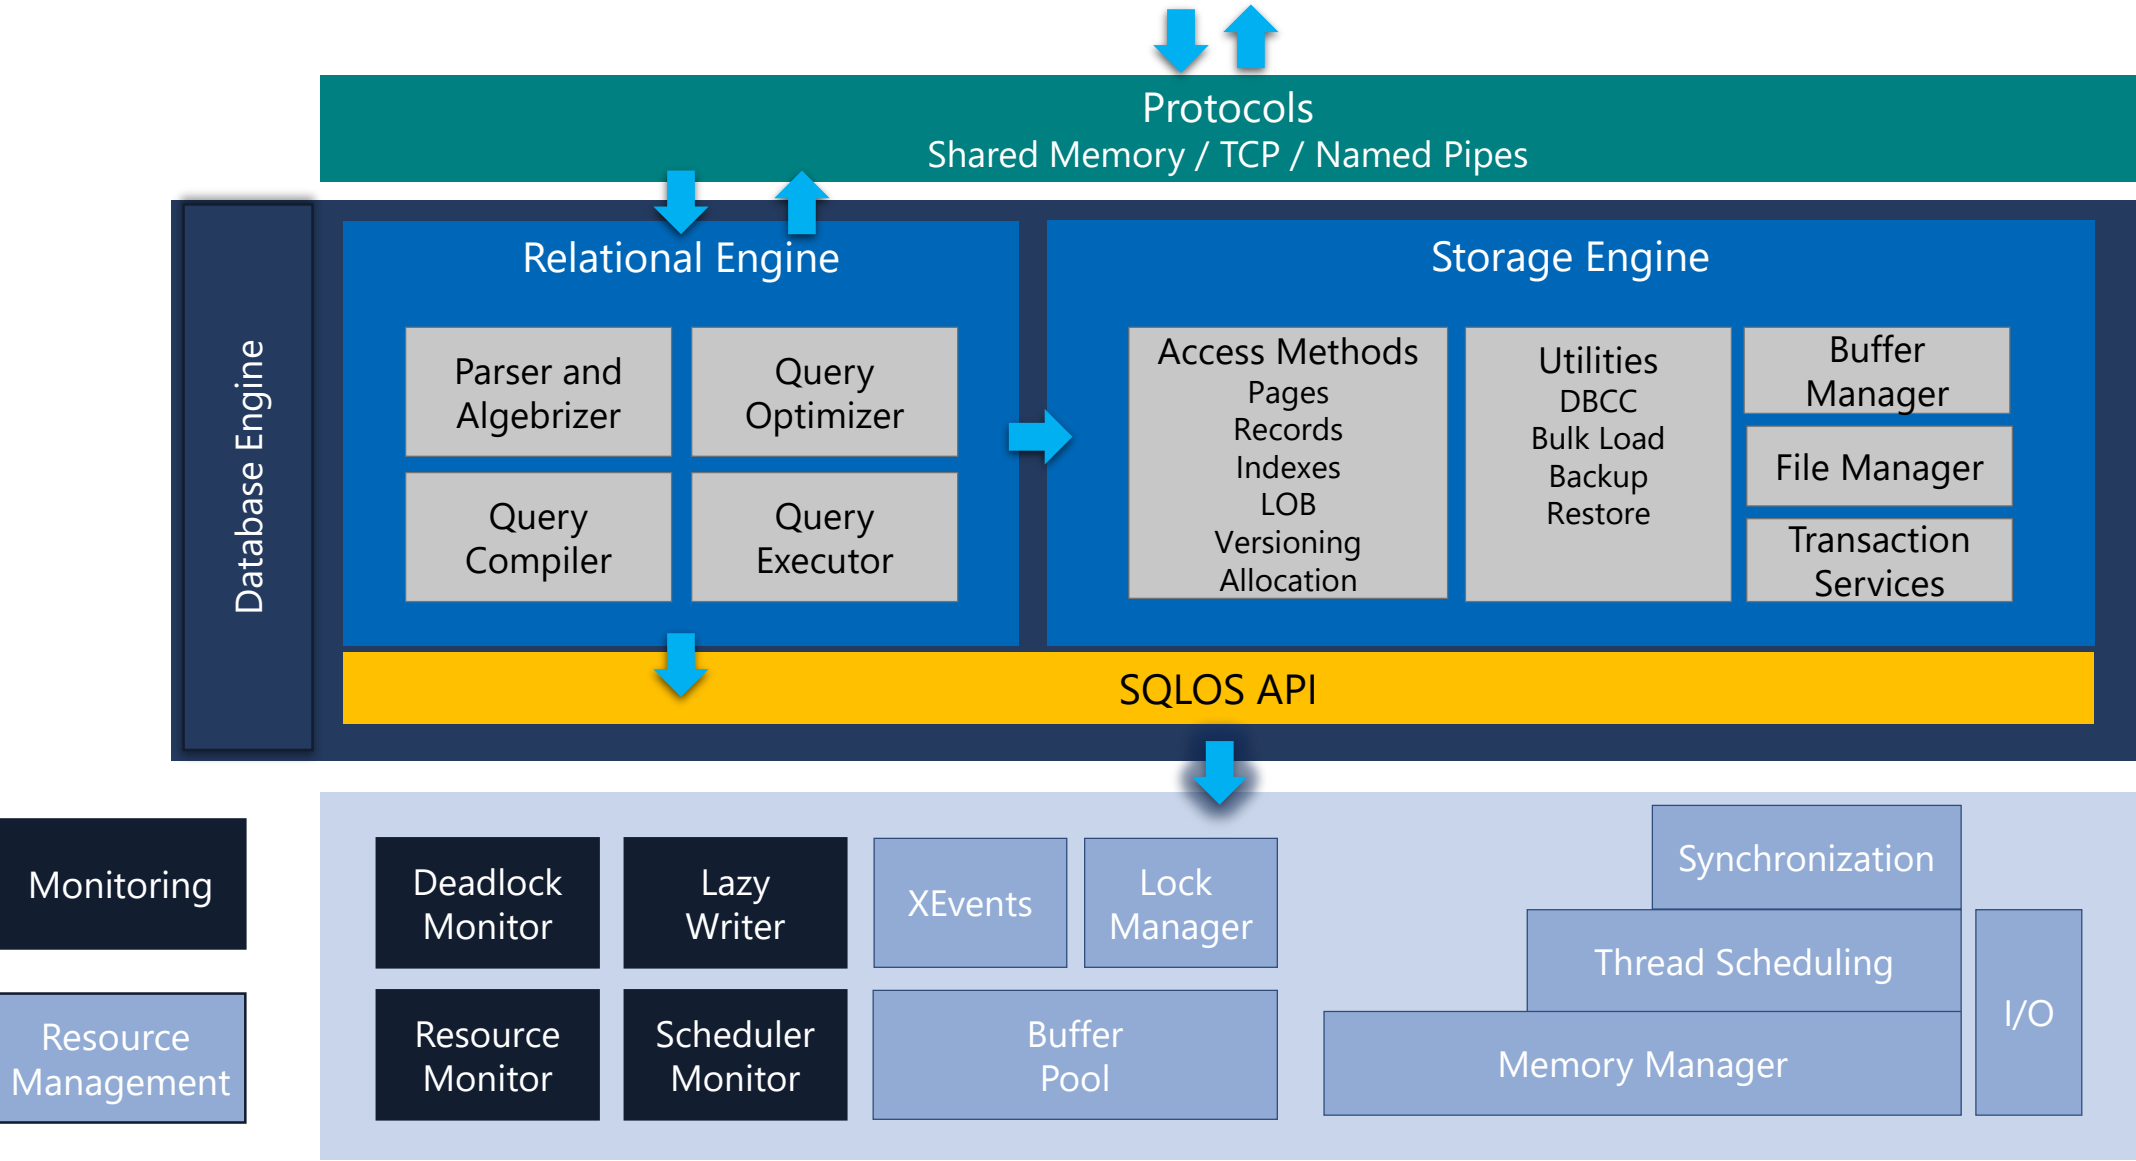 Protocols
Shared Memory / TCP / Named Pipes
Database Engine
Relational Engine
Parser and
Algebrizer
Query
Optimizer
Query
Compiler
Query
Executor
Storage Engine
Access Methods
Pages
Records
Indexes
LOB
Versioning
Allocation
Utilities
DBCC
Bulk Load
Backup
Restore
Buffer
Manager
File Manager
Transaction
Services
SQLOS API
Monitoring
Resource
Management
Deadlock
Monitor
Lazy
Writer
XEvents
Lock
Manager
Resource
Monitor
Scheduler
Monitor
Buffer
Pool
Synchronization
Thread Scheduling
Memory Manager
I/O